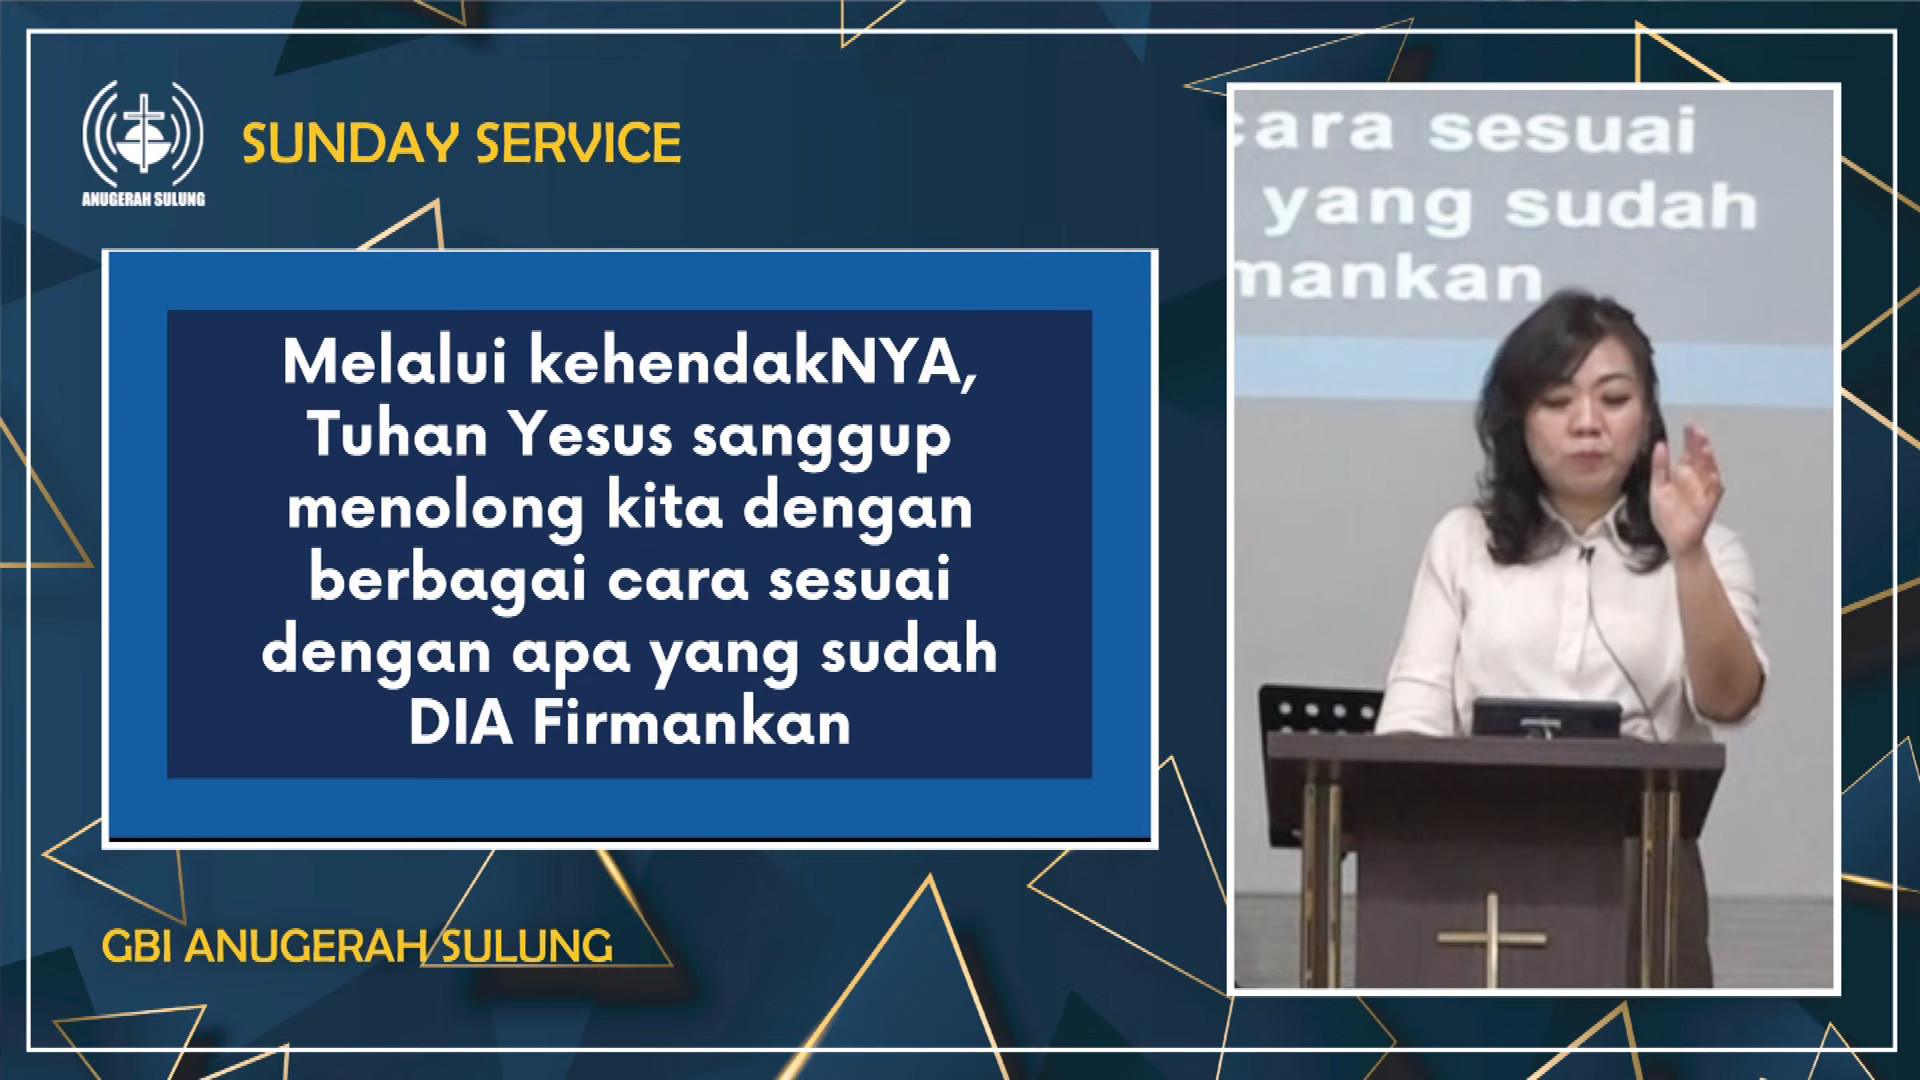 ANUGERAH SULUNG
SUNDAY SERVICE
Melalui kehendakNYA,
Tuhan Yesus sanggup
menolong kita dengan
berbagai cara sesuai
dengan apa yang sudah
DIA Firmankan
GBI ANUGERAH SULUNG
cara sesuai
yang sudah
mankan